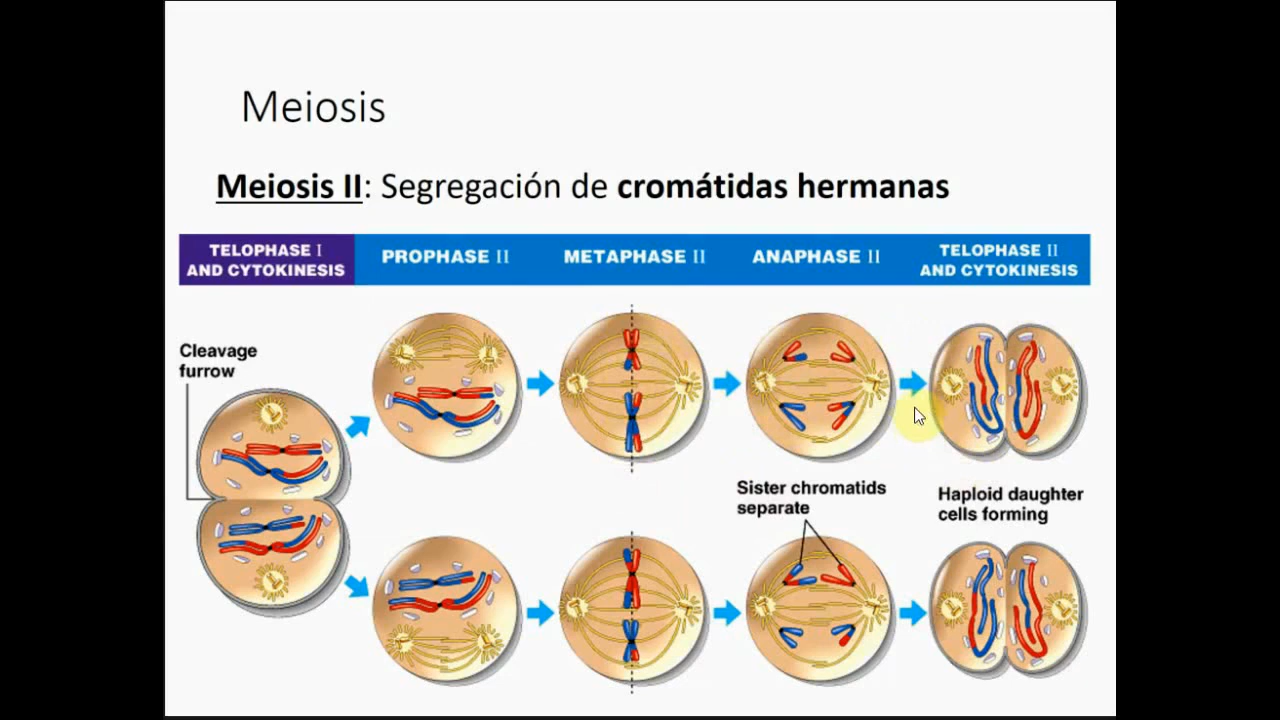 Meiosis
Meiosis II: Segregación de cromátidas hermanas
TELOPHASE I
AND CYTOKINESIS
PROPHASE II
METAPHASE II
ANAPHASE II
TELOPHASE II
AND CYTOKINESIS
Cleavage
furrow
Sister chromatids
separate
Haploid daughter
cells forming